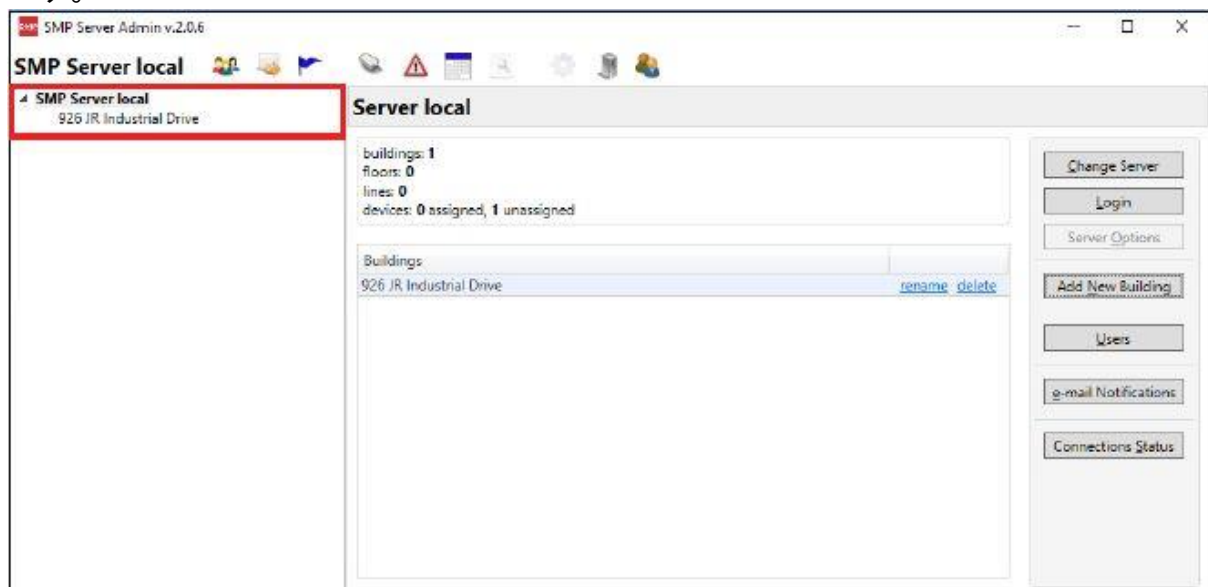 SMP Server Admin v.2.0.6
SMP Server local
SMP Server local
926 JR Industrial Drive
Server local
buildings: 1
floors: 0
lines: 0
devices: 0 assigned, 1 unassigned
Buildings
926 JR Industrial Drive rename delete
Change Server
Login
Server Options
Add New Building
Users
e-mail Notifications
Connections Status